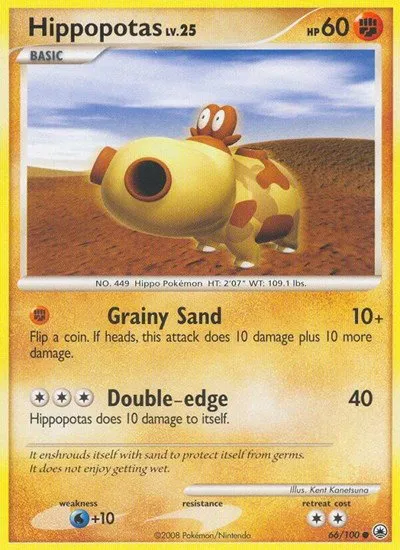 Hippopotas LV.25 HP 60
BASIC
NO. 449 Hippo Pokémon HT: 2'07" WT: 109.1 lbs.
Grainy Sand 10+
Flip a coin. If heads, this attack does 10 damage plus 10 more
damage.
Double-edge 40
Hippopotas does 10 damage to itself.
It enshrouds itself with sand to protect itself from germs.
It does not enjoy getting wet.
Illus. Kent Kanetsuna
weakness resistance retreat cost
+10
©2008 Pokémon/Nintendo 66/100